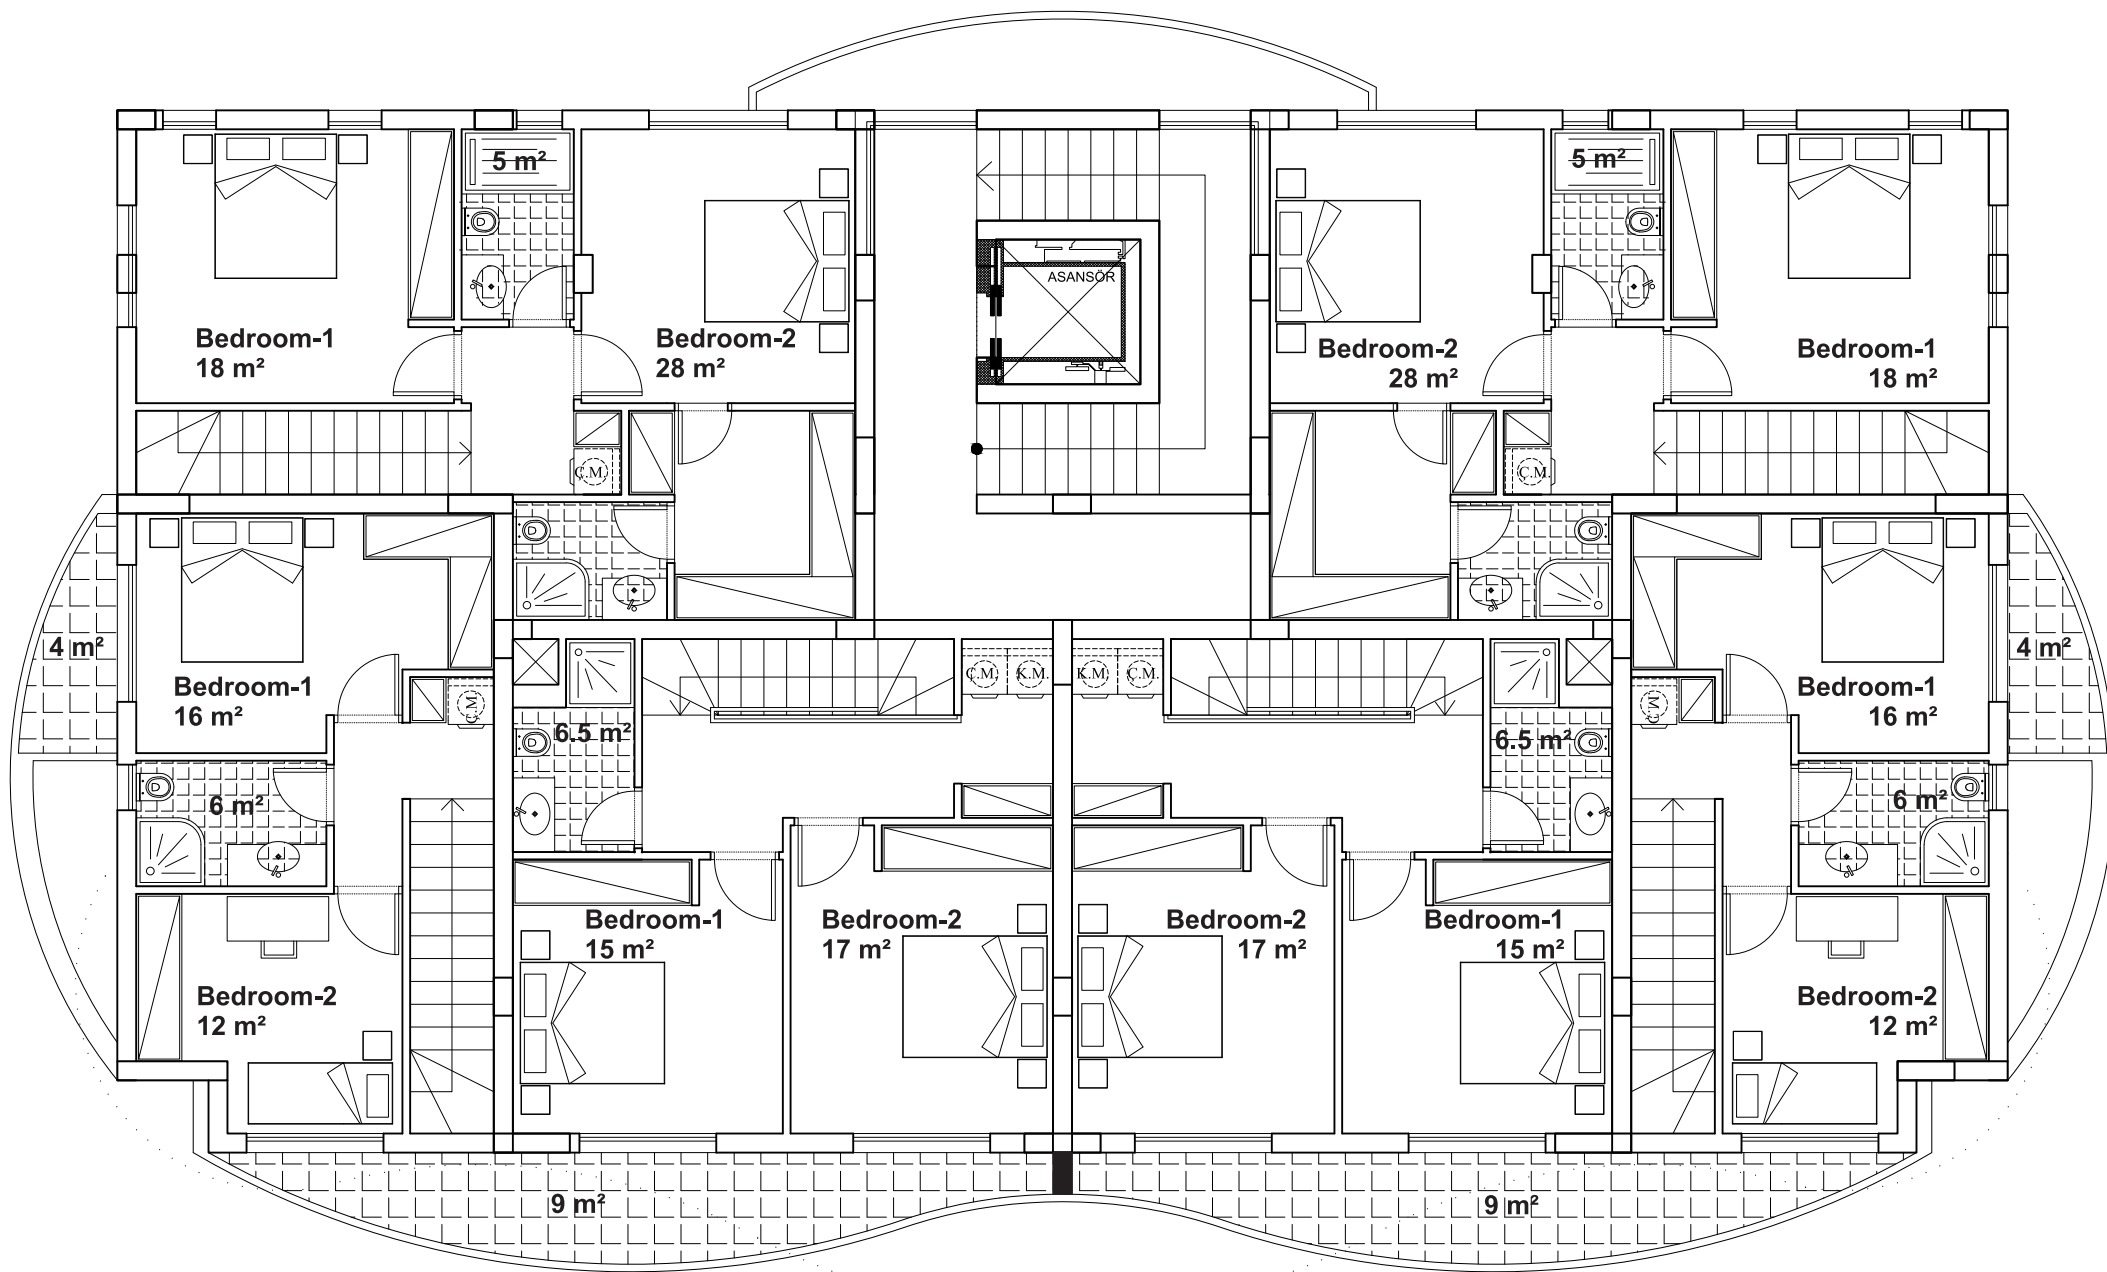 5 m²
5 m²
ASANSÖR
Bedroom-1
18 m²
Bedroom-2
28 m²
Bedroom-2
28 m²
Bedroom-1
18 m²
Ç.M.
Ç.M.
4 m²
Bedroom-1
16 m²
Ç.M.
6.5 m²
Ç.M.
K.M.
K.M.
Ç.M.
6.5 m²
Ç.M.
Bedroom-1
16 m²
4 m²
6 m²
6 m²
Bedroom-1
15 m²
Bedroom-2
17 m²
Bedroom-2
17 m²
Bedroom-1
15 m²
Bedroom-2
12 m²
Bedroom-2
12 m²
9 m²
9 m²